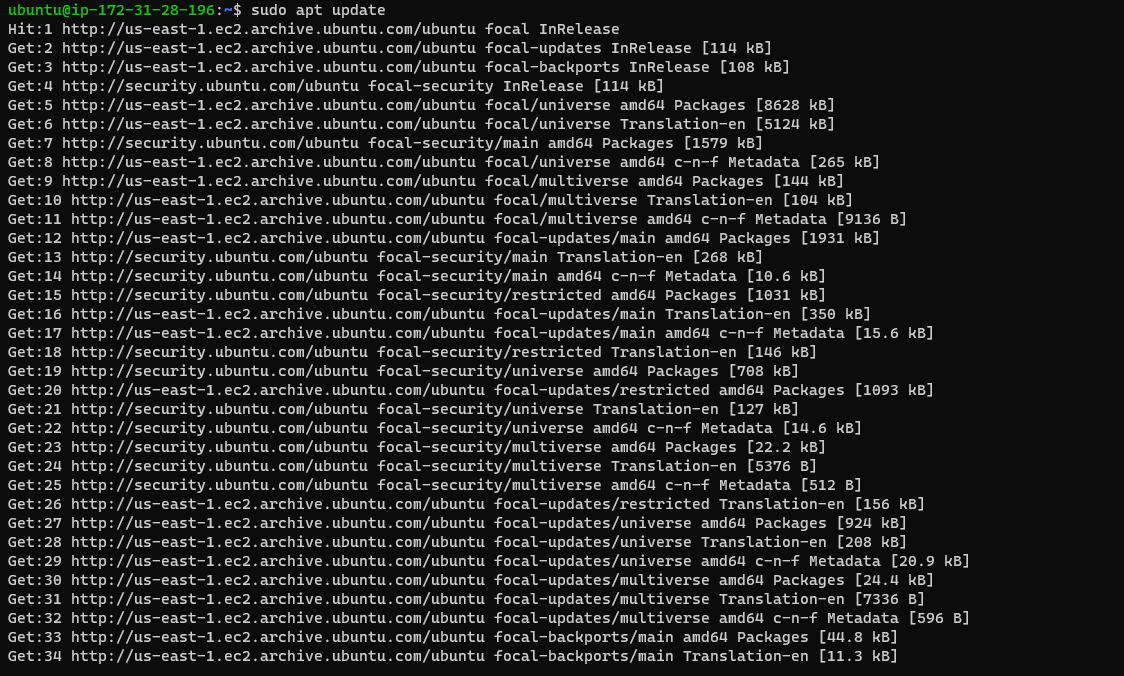 ubuntu@ip-172-31-28-196:~$ sudo apt update
Hit:1 http://us-east-1.ec2.archive.ubuntu.com/ubuntu focal InRelease
Get:2 http://us-east-1.ec2.archive.ubuntu.com/ubuntu focal-updates InRelease [114 kB]
Get:3 http://us-east-1.ec2.archive.ubuntu.com/ubuntu focal-backports InRelease [108 kB]
Get:4 http://security.ubuntu.com/ubuntu focal-security InRelease [114 kB]
Get:5 http://us-east-1.ec2.archive.ubuntu.com/ubuntu focal/universe amd64 Packages [8628 kB]
Get:6 http://us-east-1.ec2.archive.ubuntu.com/ubuntu focal/universe Translation-en [5124 kB]
Get:7 http://security.ubuntu.com/ubuntu focal-security/main amd64 Packages [1579 kB]
Get:8 http://us-east-1.ec2.archive.ubuntu.com/ubuntu focal/universe amd64 c-n-f Metadata [265 kB]
Get:9 http://us-east-1.ec2.archive.ubuntu.com/ubuntu focal/multiverse amd64 Packages [144 kB]
Get:10 http://us-east-1.ec2.archive.ubuntu.com/ubuntu focal/multiverse Translation-en [104 kB]
Get:11 http://us-east-1.ec2.archive.ubuntu.com/ubuntu focal/multiverse amd64 c-n-f Metadata [9136 B]
Get:12 http://us-east-1.ec2.archive.ubuntu.com/ubuntu focal-updates/main amd64 Packages [1931 kB]
Get:13 http://security.ubuntu.com/ubuntu focal-security/main Translation-en [268 kB]
Get:14 http://security.ubuntu.com/ubuntu focal-security/main amd64 c-n-f Metadata [10.6 kB]
Get:15 http://security.ubuntu.com/ubuntu focal-security/restricted amd64 Packages [1031 kB]
Get:16 http://us-east-1.ec2.archive.ubuntu.com/ubuntu focal-updates/main Translation-en [350 kB]
Get:17 http://us-east-1.ec2.archive.ubuntu.com/ubuntu focal-updates/main amd64 c-n-f Metadata [15.6 kB]
Get:18 http://security.ubuntu.com/ubuntu focal-security/restricted Translation-en [146 kB]
Get:19 http://security.ubuntu.com/ubuntu focal-security/universe amd64 Packages [708 kB]
Get:20 http://us-east-1.ec2.archive.ubuntu.com/ubuntu focal-updates/restricted amd64 Packages [1093 kB]
Get:21 http://security.ubuntu.com/ubuntu focal-security/universe Translation-en [127 kB]
Get:22 http://security.ubuntu.com/ubuntu focal-security/universe amd64 c-n-f Metadata [14.6 kB]
Get:23 http://security.ubuntu.com/ubuntu focal-security/multiverse amd64 Packages [22.2 kB]
Get:24 http://security.ubuntu.com/ubuntu focal-security/multiverse Translation-en [5376 B]
Get:25 http://security.ubuntu.com/ubuntu focal-security/multiverse amd64 c-n-f Metadata [512 B]
Get:26 http://us-east-1.ec2.archive.ubuntu.com/ubuntu focal-updates/restricted Translation-en [156 kB]
Get:27 http://us-east-1.ec2.archive.ubuntu.com/ubuntu focal-updates/universe amd64 Packages [924 kB]
Get:28 http://us-east-1.ec2.archive.ubuntu.com/ubuntu focal-updates/universe Translation-en [208 kB]
Get:29 http://us-east-1.ec2.archive.ubuntu.com/ubuntu focal-updates/universe amd64 c-n-f Metadata [20.9 kB]
Get:30 http://us-east-1.ec2.archive.ubuntu.com/ubuntu focal-updates/multiverse amd64 Packages [24.4 kB]
Get:31 http://us-east-1.ec2.archive.ubuntu.com/ubuntu focal-updates/multiverse Translation-en [7336 B]
Get:32 http://us-east-1.ec2.archive.ubuntu.com/ubuntu focal-updates/multiverse amd64 c-n-f Metadata [596 B]
Get:33 http://us-east-1.ec2.archive.ubuntu.com/ubuntu focal-backports/main amd64 Packages [44.8 kB]
Get:34 http://us-east-1.ec2.archive.ubuntu.com/ubuntu focal-backports/main Translation-en [11.3 kB]